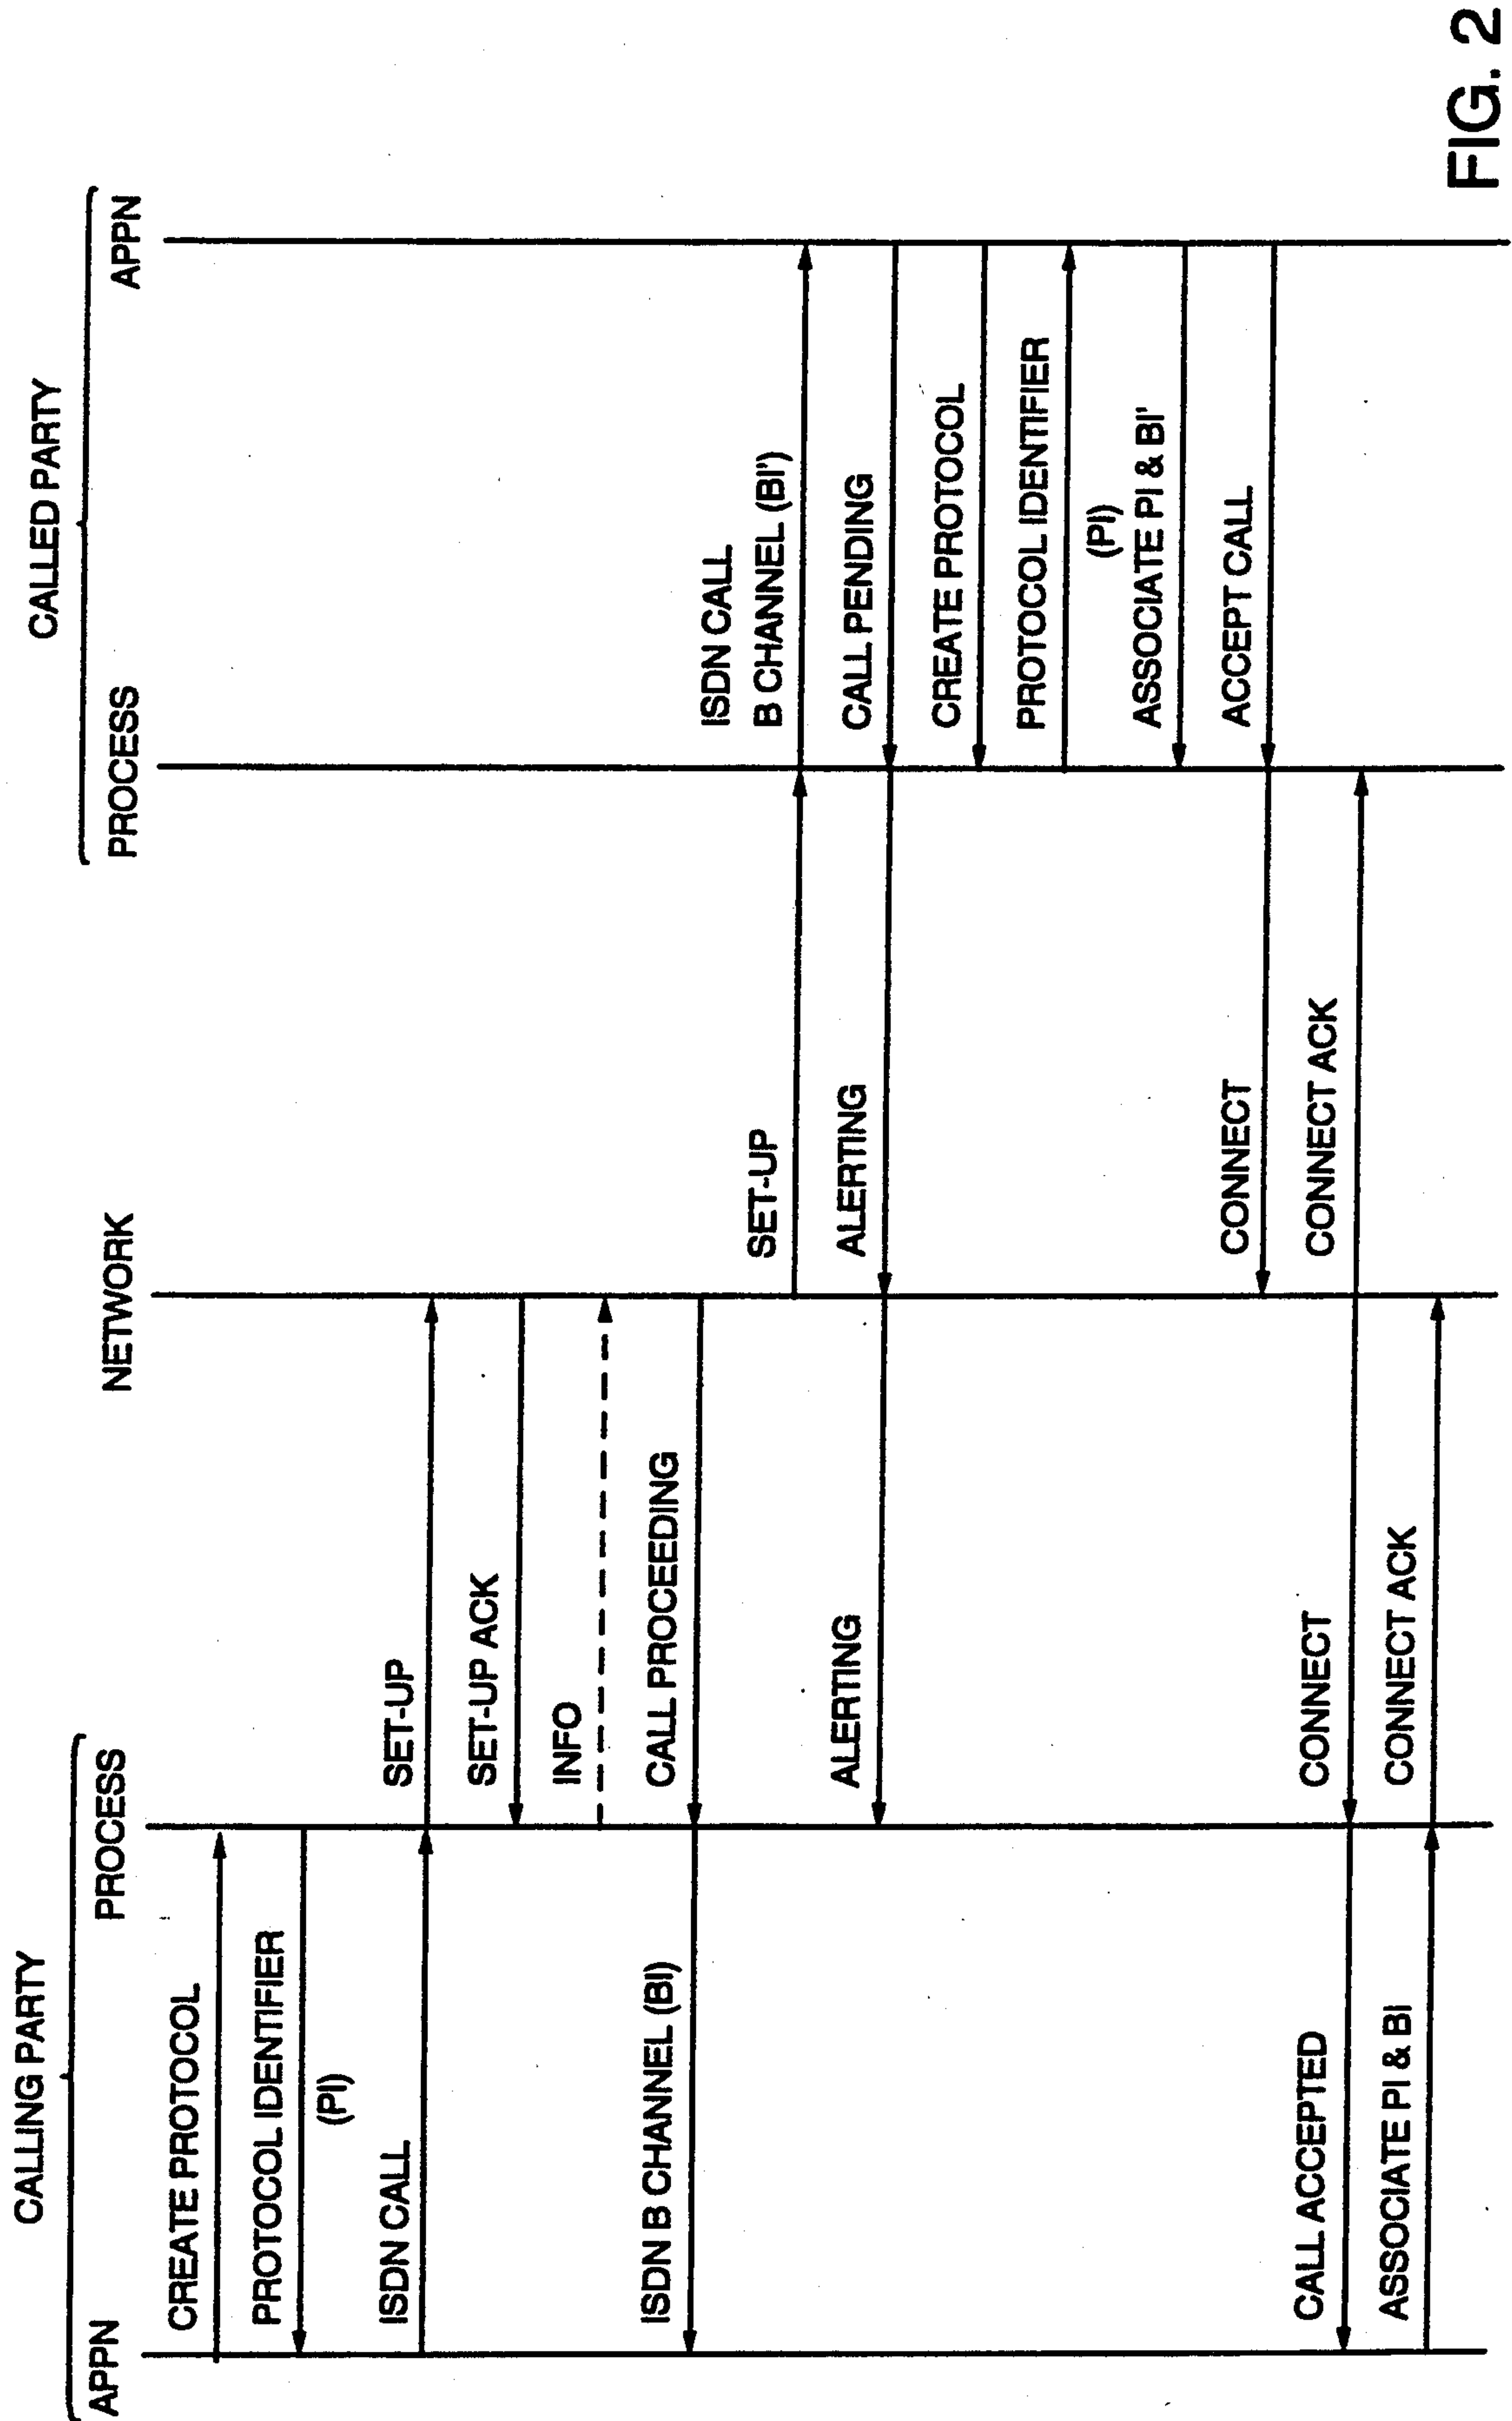 CALLING PARTY
CALLED PARTY
APPN
PROCESS
NETWORK
PROCESS
APPN
CREATE PROTOCOL
PROTOCOL IDENTIFIER
(PI)
ISDN CALL
SET-UP
SET-UP ACK
INFO
CALL PROCEEDING
ISDN B CHANNEL (BI)
SET-UP
ISDN CALL
B CHANNEL (BI')
ALERTING
ALERTING
CALL PENDING
CREATE PROTOCOL
PROTOCOL IDENTIFIER
(PI)
ASSOCIATE PI & BI'
ACCEPT CALL
CONNECT
CALL ACCEPTED
CONNECT
CONNECT ACK
ASSOCIATE PI & BI
CONNECT ACK
FIG. 2